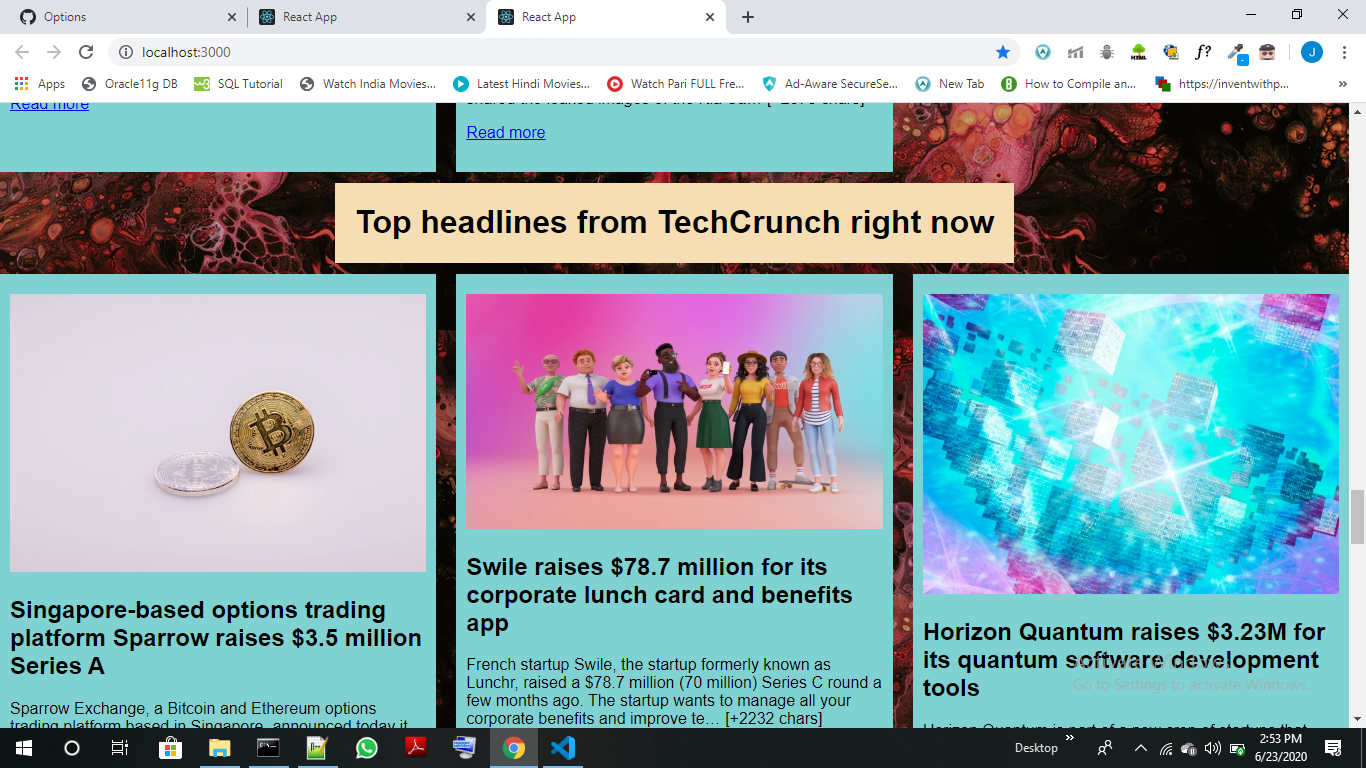 Options
React App
React App
localhost:3000
f?
J
Apps
Oracle11g DB
SQL Tutorial
Watch India Movies...
Latest Hindi Movies...
Watch Pari FULL Fre...
Ad-Aware SecureSe...
New Tab
How to Compile an...
https://inventwithp...
»
Read more
Read more
Top headlines from TechCrunch right now
Singapore-based options trading
platform Sparrow raises $3.5 million
Series A
Sparrow Exchange, a Bitcoin and Ethereum options
trading platform based in Singapore, announced today it
Swile raises $78.7 million for its
corporate lunch card and benefits
app
French startup Swile, the startup formerly known as
Lunchr, raised a $78.7 million (70 million) Series C round a
few months ago. The startup wants to manage all your
corporate benefits and improve te… [+2232 chars]
Horizon Quantum raises $3.23M for
its quantum software development
tools
Activate Windows
Go to Settings to activate Windows.
Horizon Quantum is part of a new crop of startups that
Desktop
»
2:53 PM
6/23/2020